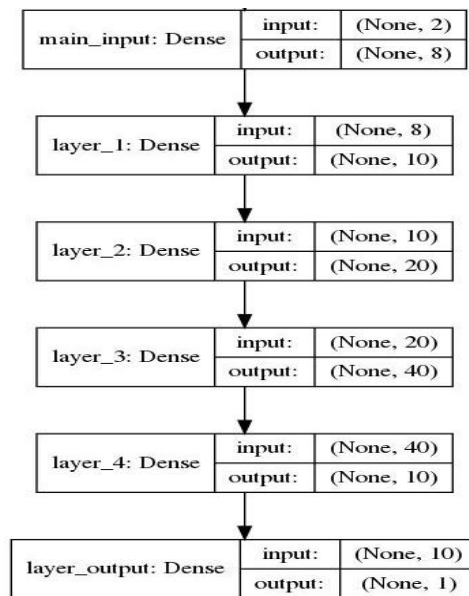 main_input: Dense
input: (None, 2)
output: (None, 8)
layer_1: Dense
input: (None, 8)
output: (None, 10)
layer_2: Dense
input: (None, 10)
output: (None, 20)
layer_3: Dense
input: (None, 20)
output: (None, 40)
layer_4: Dense
input: (None, 40)
output: (None, 10)
layer_output: Dense
input: (None, 10)
output: (None, 1)